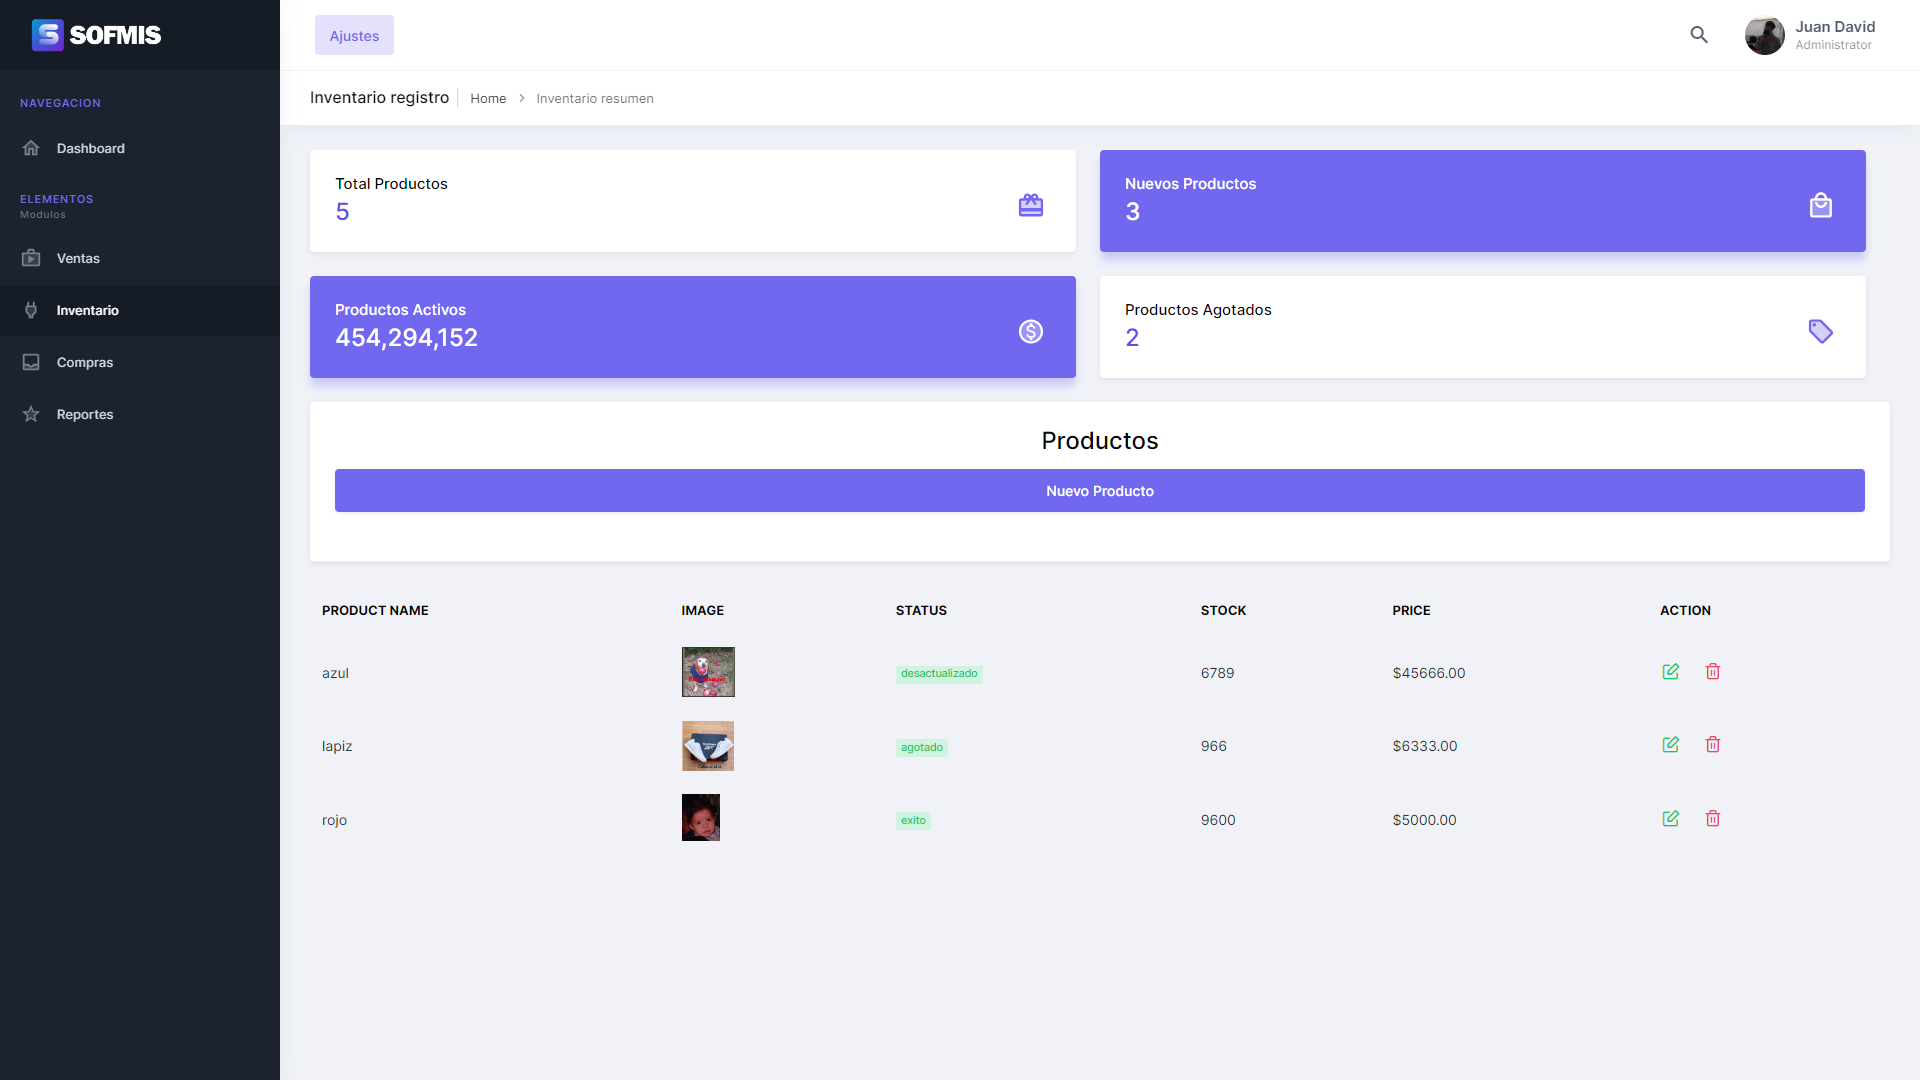 SOFMIS
Ajustes
Juan David
Administrator
NAVEGACION
Inventario registro
Home
Inventario resumen
Dashboard
ELEMENTOS
Modulos
Ventas
Inventario
Compras
Reportes
Total Productos
5
Nuevos Productos
3
Productos Activos
454,294,152
Productos Agotados
2
Productos
Nuevo Producto
PRODUCT NAME IMAGE STATUS STOCK PRICE ACTION
azul desactualizado 6789 $45666.00
lapiz agotado 966 $6333.00
rojo exito 9600 $5000.00